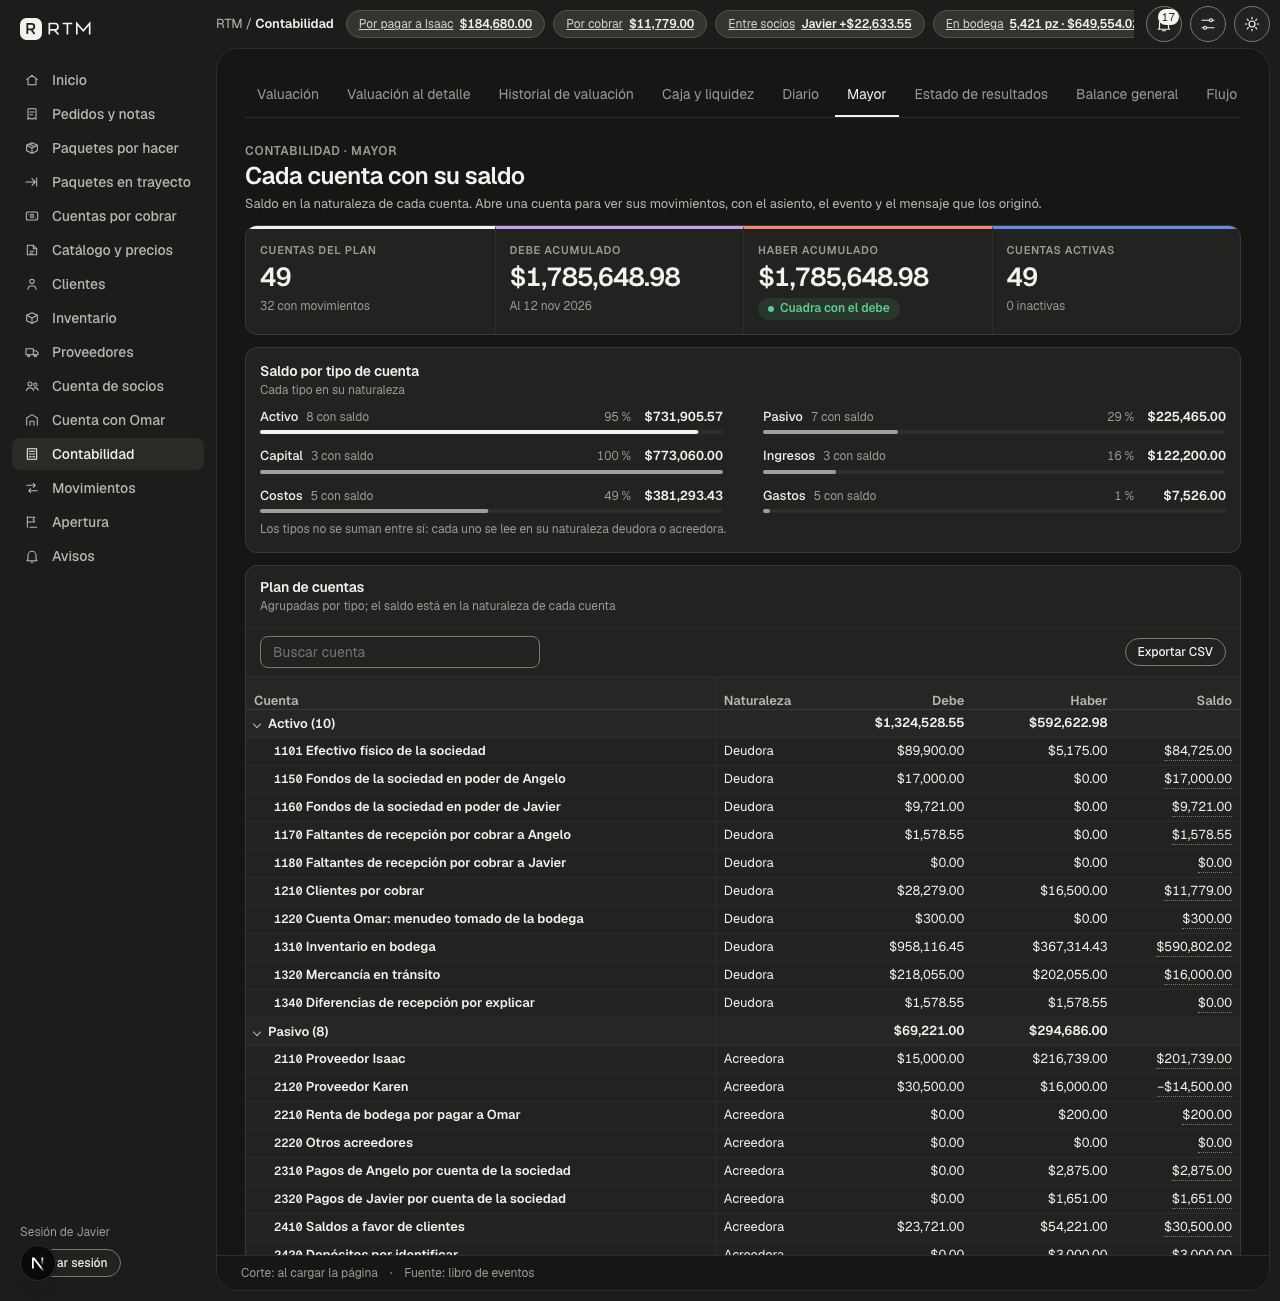 R RTM
RTM / Contabilidad
Por pagar a Isaac $184,680.00
Por cobrar $11,779.00
Entre socios Javier +$22,633.55
En bodega 5,421 pz · $649,554.02
17
Inicio
Pedidos y notas
Paquetes por hacer
Paquetes en trayecto
Cuentas por cobrar
Catálogo y precios
Clientes
Inventario
Proveedores
Cuenta de socios
Cuenta con Omar
Contabilidad
Movimientos
Apertura
Avisos
Sesión de Javier
N ar sesión
Valuación Valuación al detalle Historial de valuación Caja y liquidez Diario Mayor Estado de resultados Balance general Flujo
CONTABILIDAD · MAYOR
Cada cuenta con su saldo
Saldo en la naturaleza de cada cuenta. Abre una cuenta para ver sus movimientos, con el asiento, el evento y el mensaje que los originó.
CUENTAS DEL PLAN
49
32 con movimientos
DEBE ACUMULADO
$1,785,648.98
Al 12 nov 2026
HABER ACUMULADO
$1,785,648.98
Cuadra con el debe
CUENTAS ACTIVAS
49
0 inactivas
Saldo por tipo de cuenta
Cada tipo en su naturaleza
Activo 8 con saldo 95 % $731,905.57
Pasivo 7 con saldo 29 % $225,465.00
Capital 3 con saldo 100 % $773,060.00
Ingresos 3 con saldo 16 % $122,200.00
Costos 5 con saldo 49 % $381,293.43
Gastos 5 con saldo 1 % $7,526.00
Los tipos no se suman entre sí: cada uno se lee en su naturaleza deudora o acreedora.
Plan de cuentas
Agrupadas por tipo; el saldo está en la naturaleza de cada cuenta
Buscar cuenta
Exportar CSV
Cuenta Naturaleza Debe Haber Saldo
Activo (10) $1,324,528.55 $592,622.98
1101 Efectivo físico de la sociedad Deudora $89,900.00 $5,175.00 $84,725.00
1150 Fondos de la sociedad en poder de Angelo Deudora $17,000.00 $0.00 $17,000.00
1160 Fondos de la sociedad en poder de Javier Deudora $9,721.00 $0.00 $9,721.00
1170 Faltantes de recepción por cobrar a Angelo Deudora $1,578.55 $0.00 $1,578.55
1180 Faltantes de recepción por cobrar a Javier Deudora $0.00 $0.00 $0.00
1210 Clientes por cobrar Deudora $28,279.00 $16,500.00 $11,779.00
1220 Cuenta Omar: menudeo tomado de la bodega Deudora $300.00 $0.00 $300.00
1310 Inventario en bodega Deudora $958,116.45 $367,314.43 $590,802.02
1320 Mercancía en tránsito Deudora $218,055.00 $202,055.00 $16,000.00
1340 Diferencias de recepción por explicar Deudora $1,578.55 $1,578.55 $0.00
Pasivo (8) $69,221.00 $294,686.00
2110 Proveedor Isaac Acreedora $15,000.00 $216,739.00 $201,739.00
2120 Proveedor Karen Acreedora $30,500.00 $16,000.00 −$14,500.00
2210 Renta de bodega por pagar a Omar Acreedora $0.00 $200.00 $200.00
2220 Otros acreedores Acreedora $0.00 $0.00 $0.00
2310 Pagos de Angelo por cuenta de la sociedad Acreedora $0.00 $2,875.00 $2,875.00
2320 Pagos de Javier por cuenta de la sociedad Acreedora $0.00 $1,651.00 $1,651.00
2410 Saldos a favor de clientes Acreedora $23,721.00 $54,221.00 $30,500.00
2420 Depósitos por identificar Acreedora $0.00 $3,000.00 $3,000.00
Corte: al cargar la página · Fuente: libro de eventos